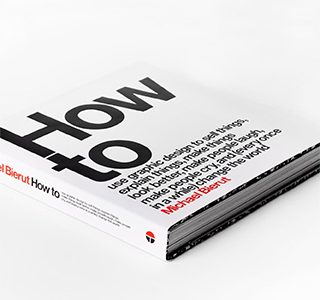 How
to
use graphic design to sell things,
explain things, make things
look better, make people laugh,
make people cry, and (every once
in a while) change the world
Michael Bierut
el Bierut How to